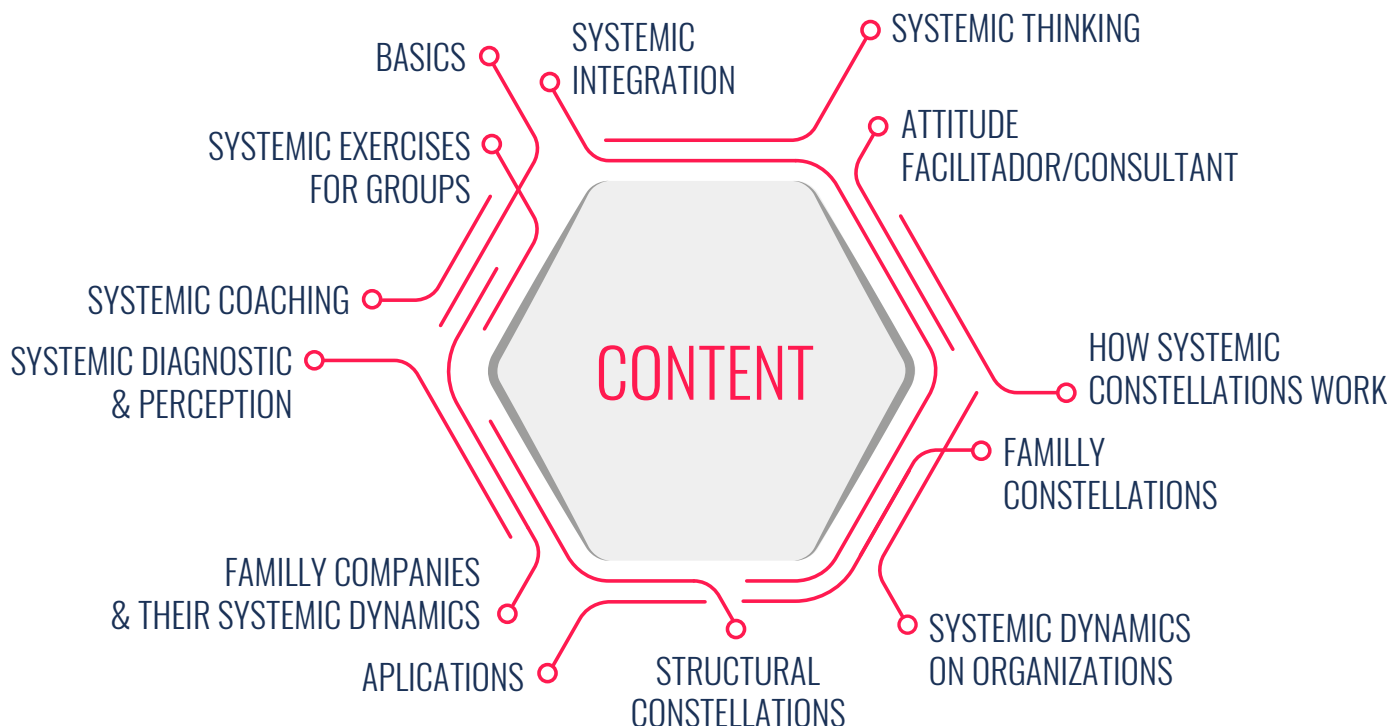 BASICS
SYSTEMIC
INTEGRATION
SYSTEMIC THINKING
ATTITUDE
FACILITADOR/CONSULTANT
SYSTEMIC EXERCISES
FOR GROUPS
SYSTEMIC COACHING
SYSTEMIC DIAGNOSTIC
& PERCEPTION
CONTENT
HOW SYSTEMIC
CONSTELLATIONS WORK
FAMILLY
CONSTELLATIONS
FAMILLY COMPANIES
& THEIR SYSTEMIC DYNAMICS
APLICATIONS
STRUCTURAL
CONSTELLATIONS
SYSTEMIC DYNAMICS
ON ORGANIZATIONS